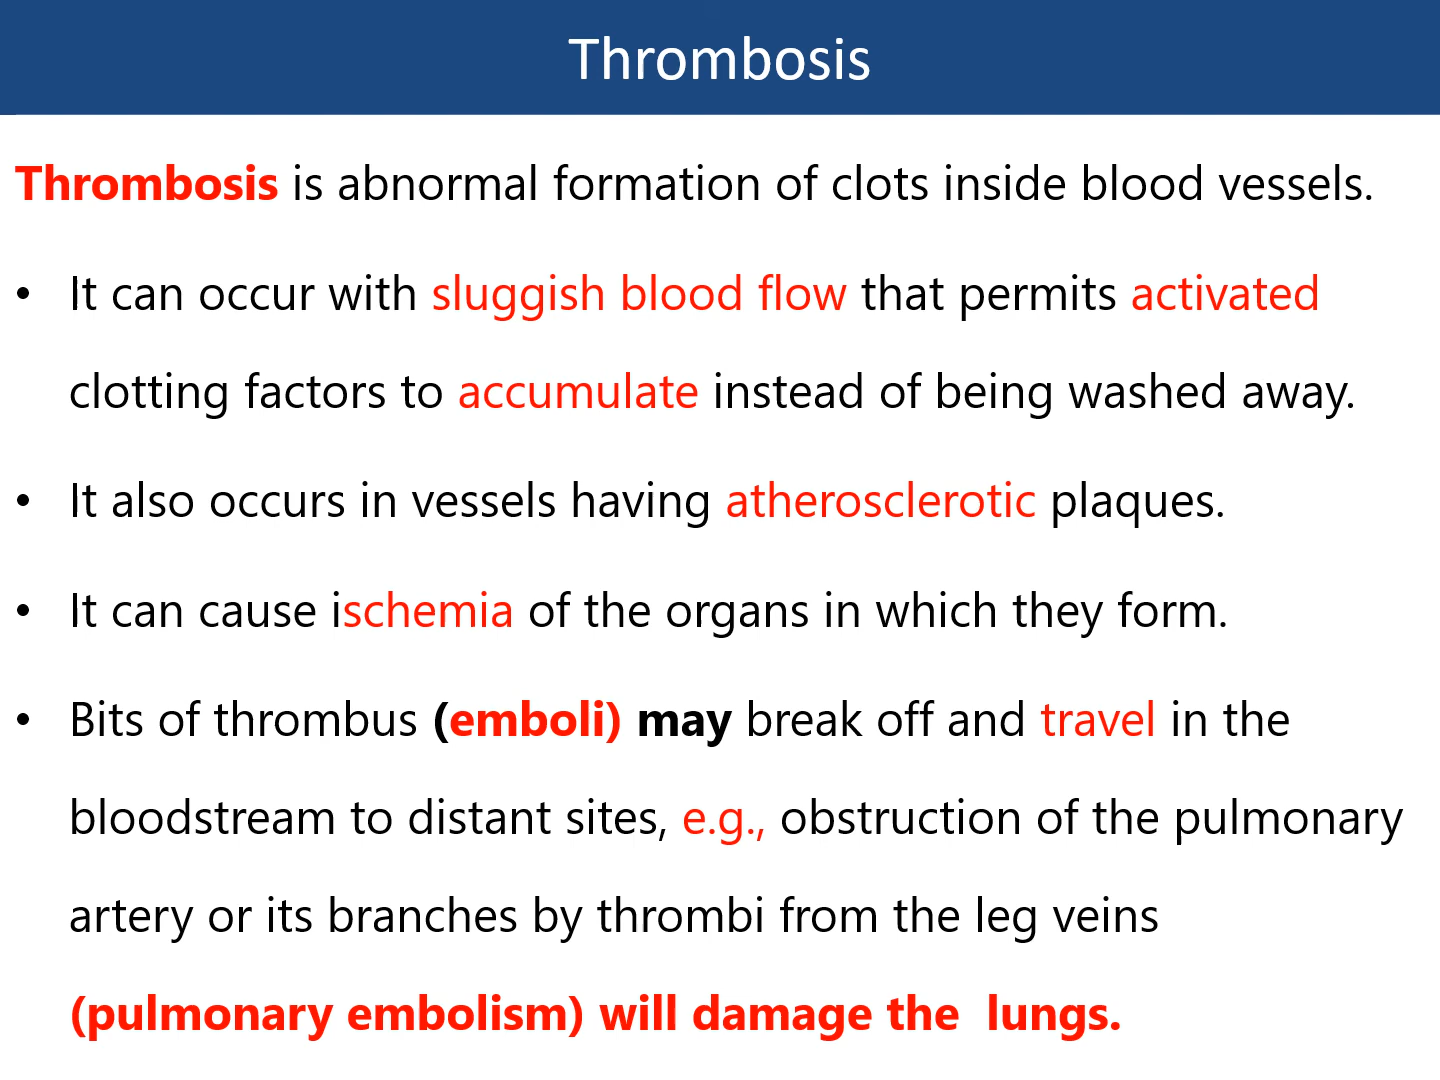 Thrombosis
Thrombosis is abnormal formation of clots inside blood vessels.
• It can occur with sluggish blood flow that permits activated
clotting factors to accumulate instead of being washed away.
• It also occurs in vessels having atherosclerotic plaques.
• It can cause ischemia of the organs in which they form.
• Bits of thrombus (emboli) may break off and travel in the
bloodstream to distant sites, e.g., obstruction of the pulmonary
artery or its branches by thrombi from the leg veins
(pulmonary embolism) will damage the  lungs.